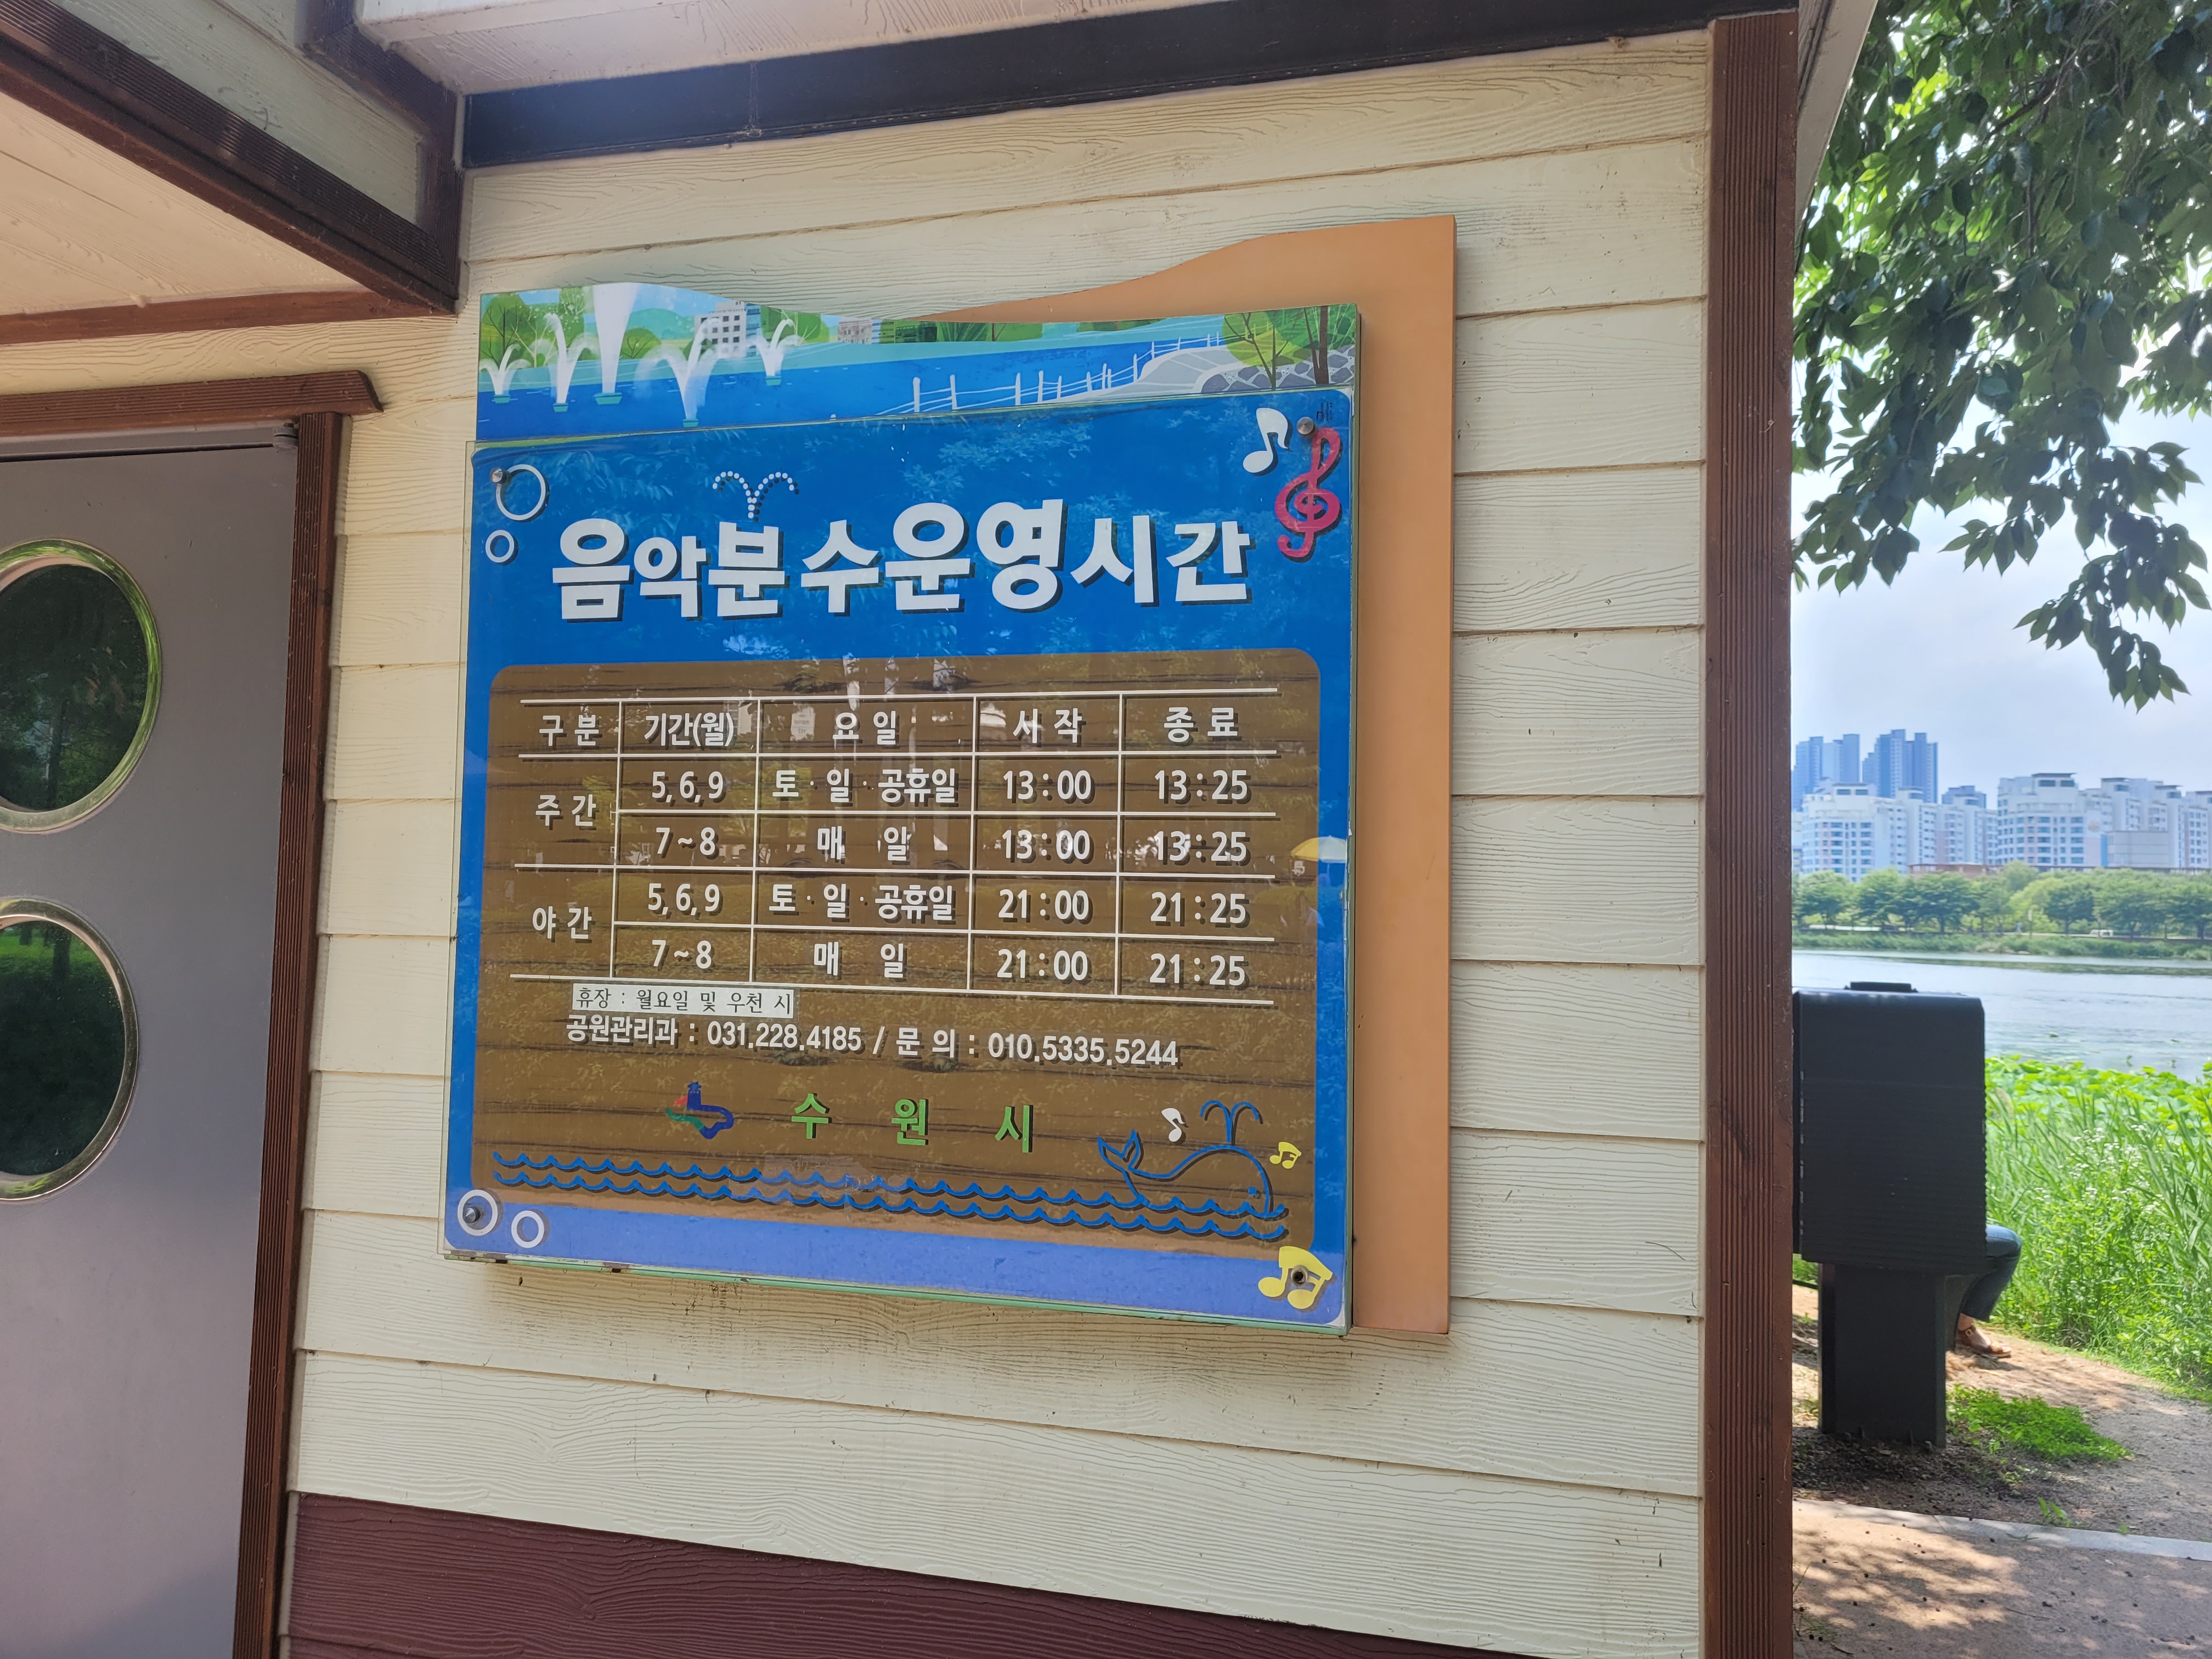 음악분수운영시간
구분 기간(월) 요일 시작 종료
주간 5,6,9 토·일·공휴일 13:00 13:25
7~8 매일 13:00 13:25
야간 5,6,9 토·일·공휴일 21:00 21:25
7~8 매일 21:00 21:25
휴장 : 월요일 및 우천 시
공원관리과 : 031.228.4185 / 문의 : 010.5335.5244
수원시